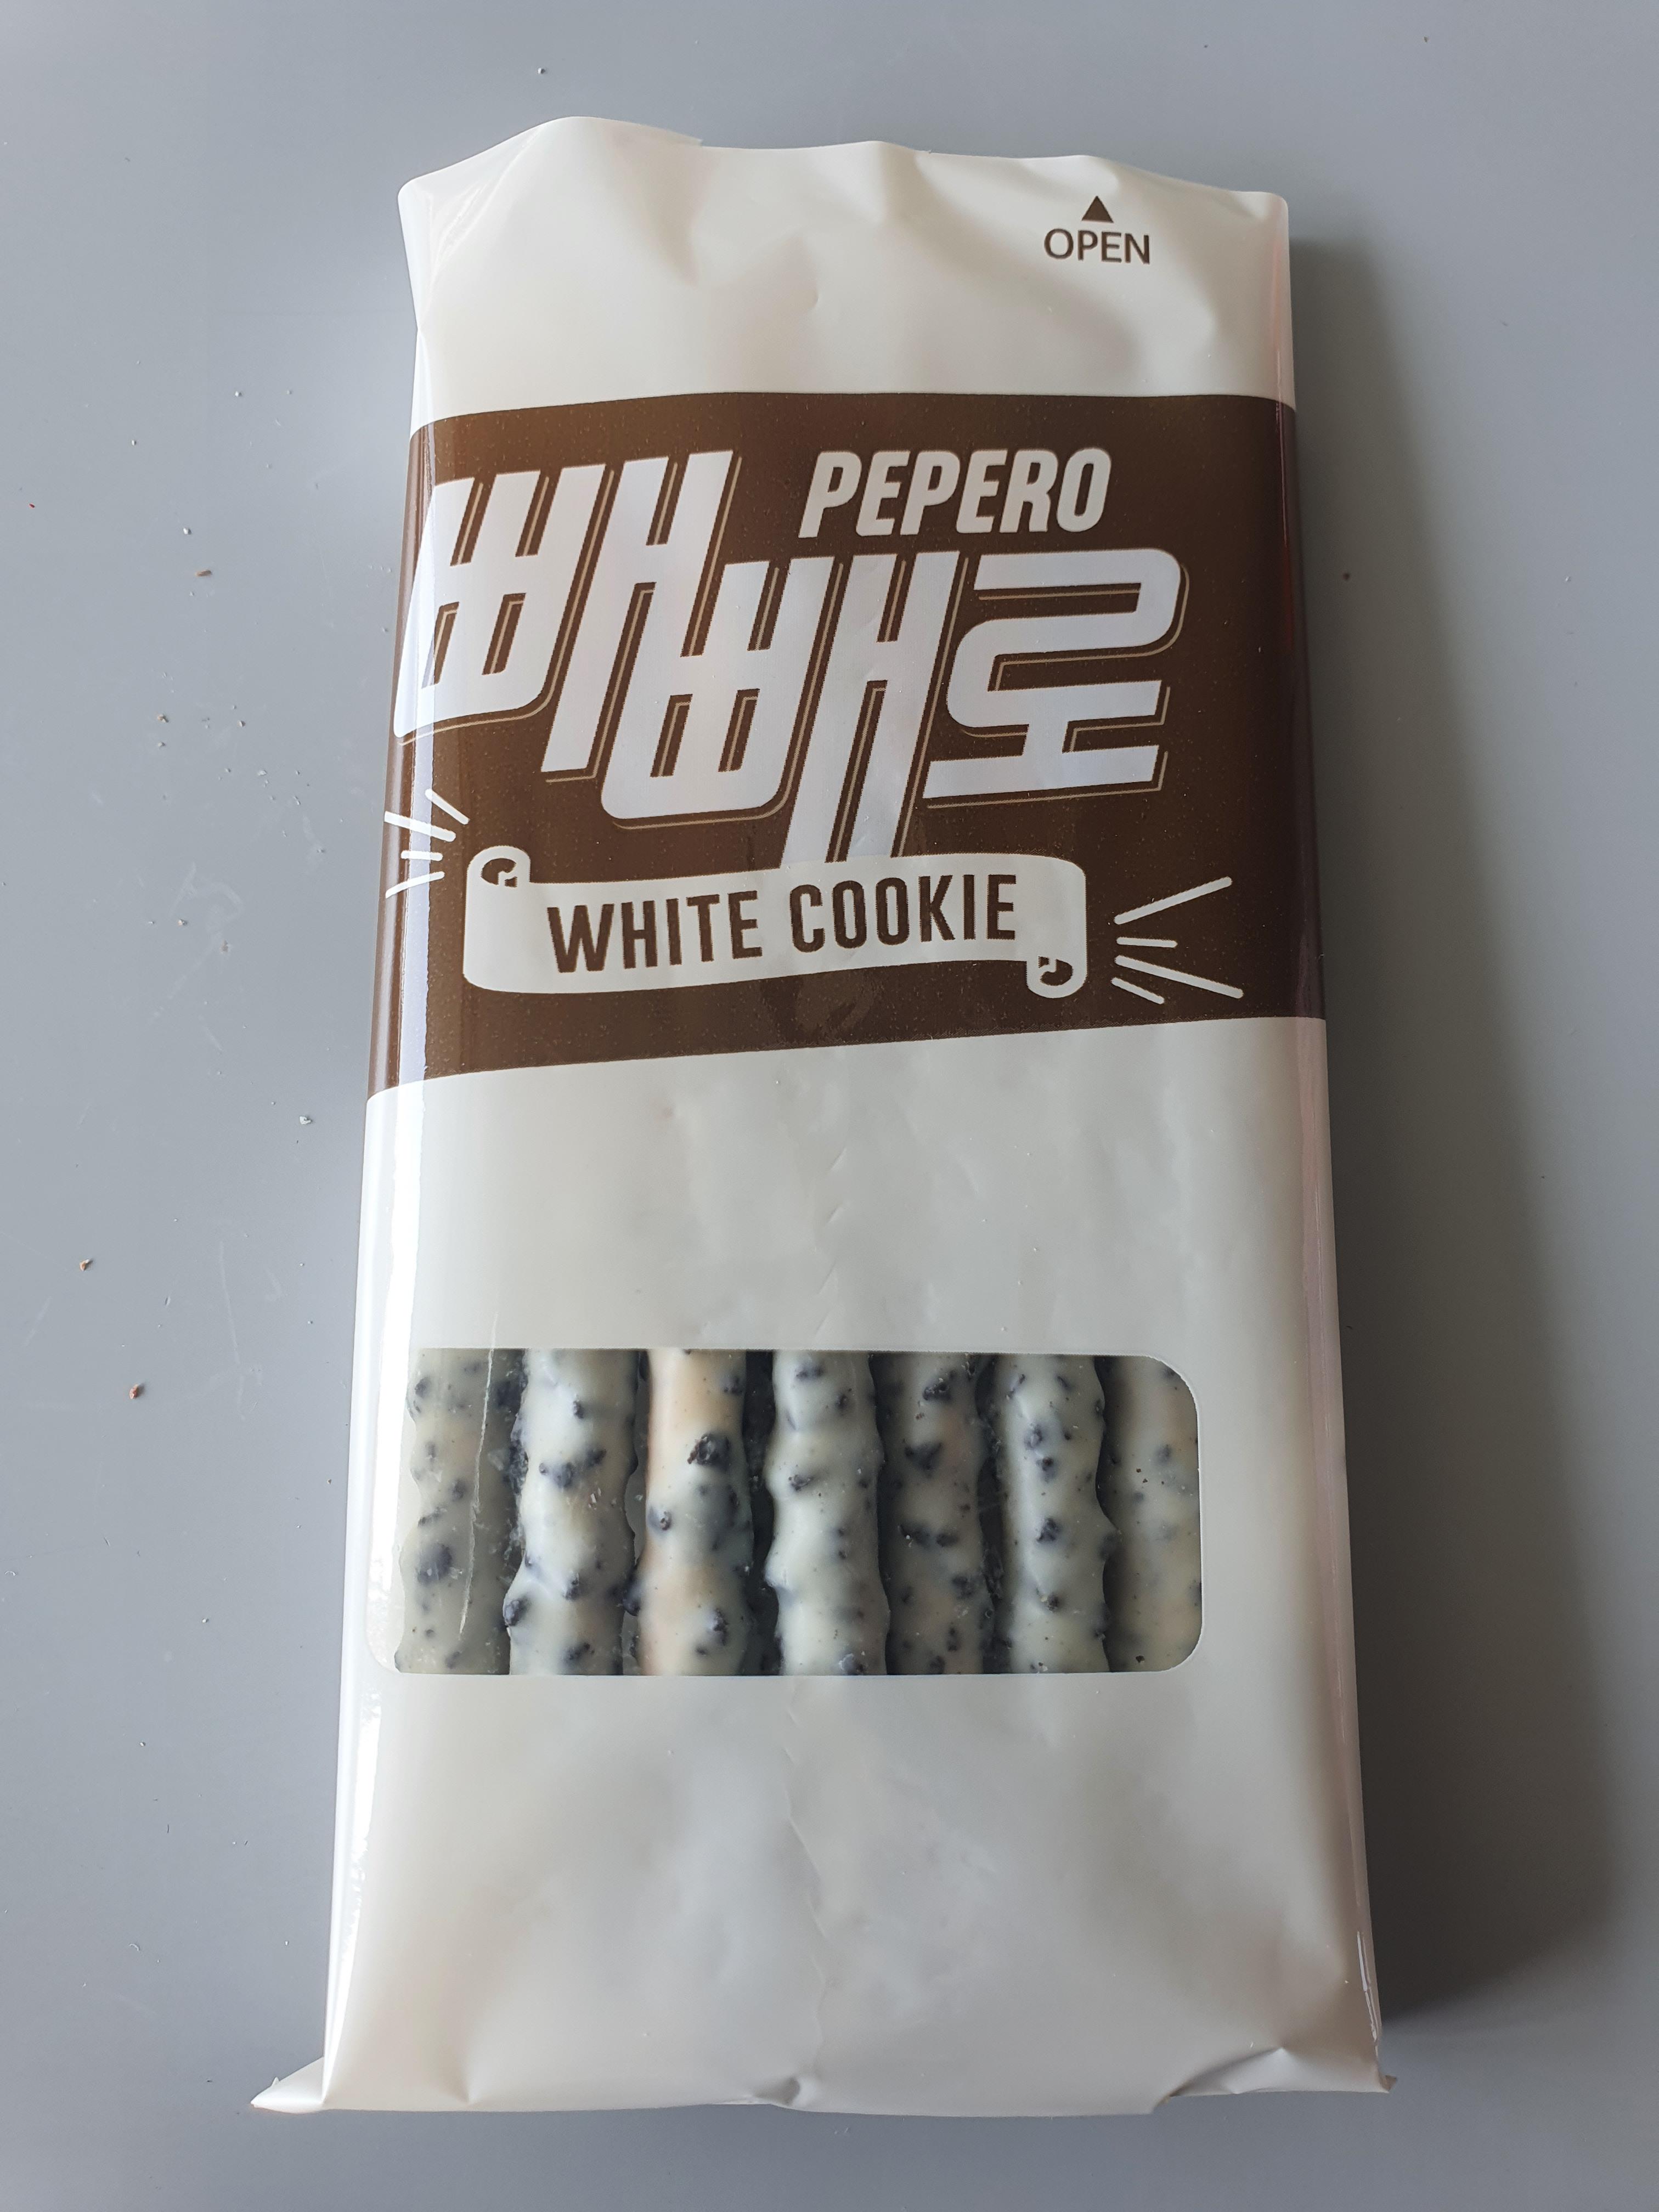 ▲
OPEN
PEPERO
빼빼로
WHITE COOKIE